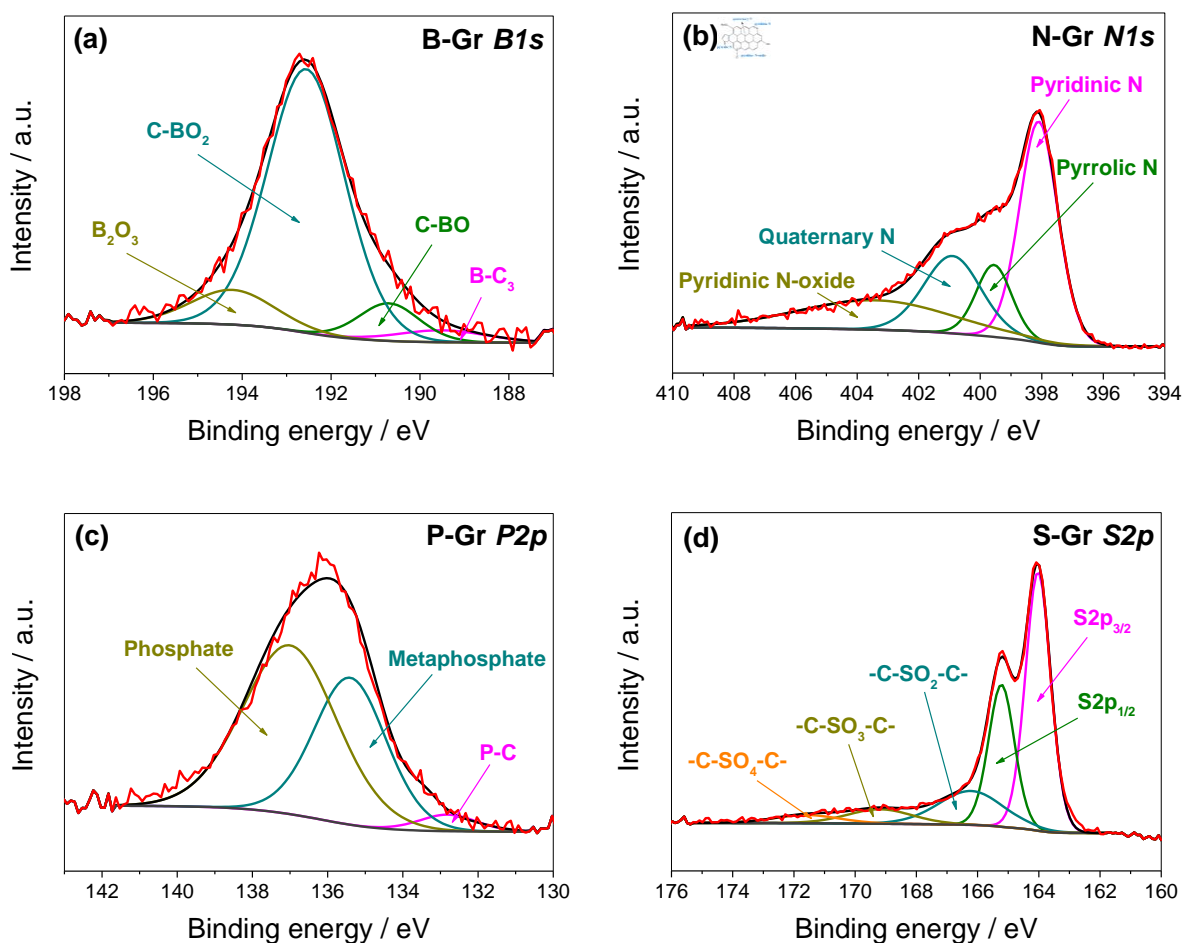 (a)
B-Gr B1s
C-BO₂
B₂O₃
C-BO
B-C₃
Intensity / a.u.
198 196 194 192 190 188
Binding energy / eV
(b)
N-Gr N1s
Pyridinic N
Pyrrolic N
Quaternary N
Pyridinic N-oxide
Intensity / a.u.
410 408 406 404 402 400 398 396 394
Binding energy / eV
(c)
P-Gr P2p
Phosphate
Metaphosphate
P-C
Intensity / a.u.
142 140 138 136 134 132 130
Binding energy / eV
(d)
S-Gr S2p
S2p₃/₂
-C-SO₂-C-
S2p₁/₂
-C-SO₃-C-
-C-SO₄-C-
Intensity / a.u.
176 174 172 170 168 166 164 162 160
Binding energy / eV